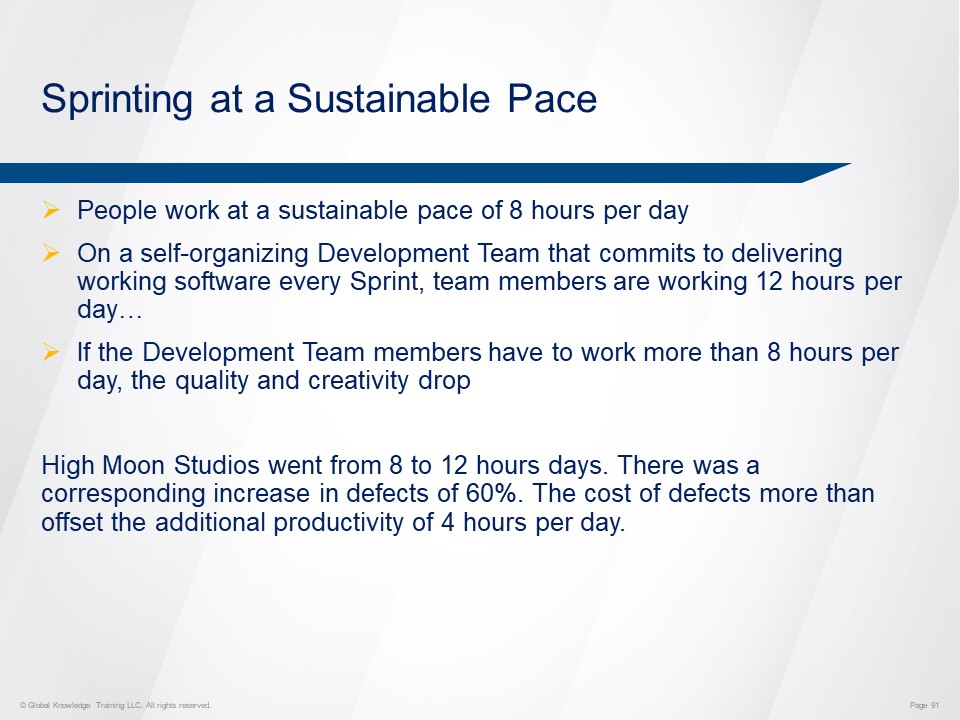 Sprinting at a Sustainable Pace
People work at a sustainable pace of 8 hours per day
On a self-organizing Development Team that commits to delivering
working software every Sprint, team members are working 12 hours per
day…
If the Development Team members have to work more than 8 hours per
day, the quality and creativity drop
High Moon Studios went from 8 to 12 hours days. There was a
corresponding increase in defects of 60%. The cost of defects more than
offset the additional productivity of 4 hours per day.
© Global Knowledge Training LLC. All rights reserved.
Page 91